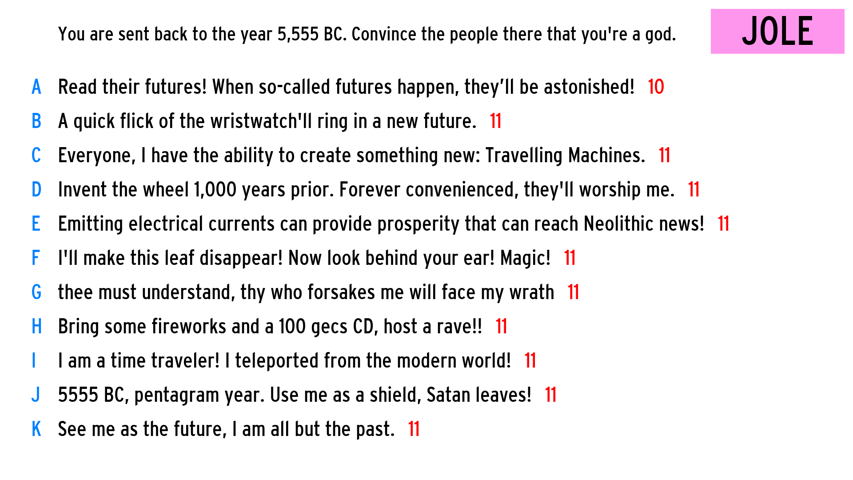 You are sent back to the year 5,555 BC. Convince the people there that you're a god.
JOLE
A Read their futures! When so-called futures happen, they'll be astonished! 10
B A quick flick of the wristwatch'll ring in a new future. 11
C Everyone, I have the ability to create something new: Travelling Machines. 11
D Invent the wheel 1,000 years prior. Forever convenienced, they'll worship me. 11
E Emitting electrical currents can provide prosperity that can reach Neolithic news! 11
F I'll make this leaf disappear! Now look behind your ear! Magic! 11
G thee must understand, thy who forsakes me will face my wrath 11
H Bring some fireworks and a 100 gecs CD, host a rave!! 11
I I am a time traveler! I teleported from the modern world! 11
J 5555 BC, pentagram year. Use me as a shield, Satan leaves! 11
K See me as the future, I am all but the past. 11